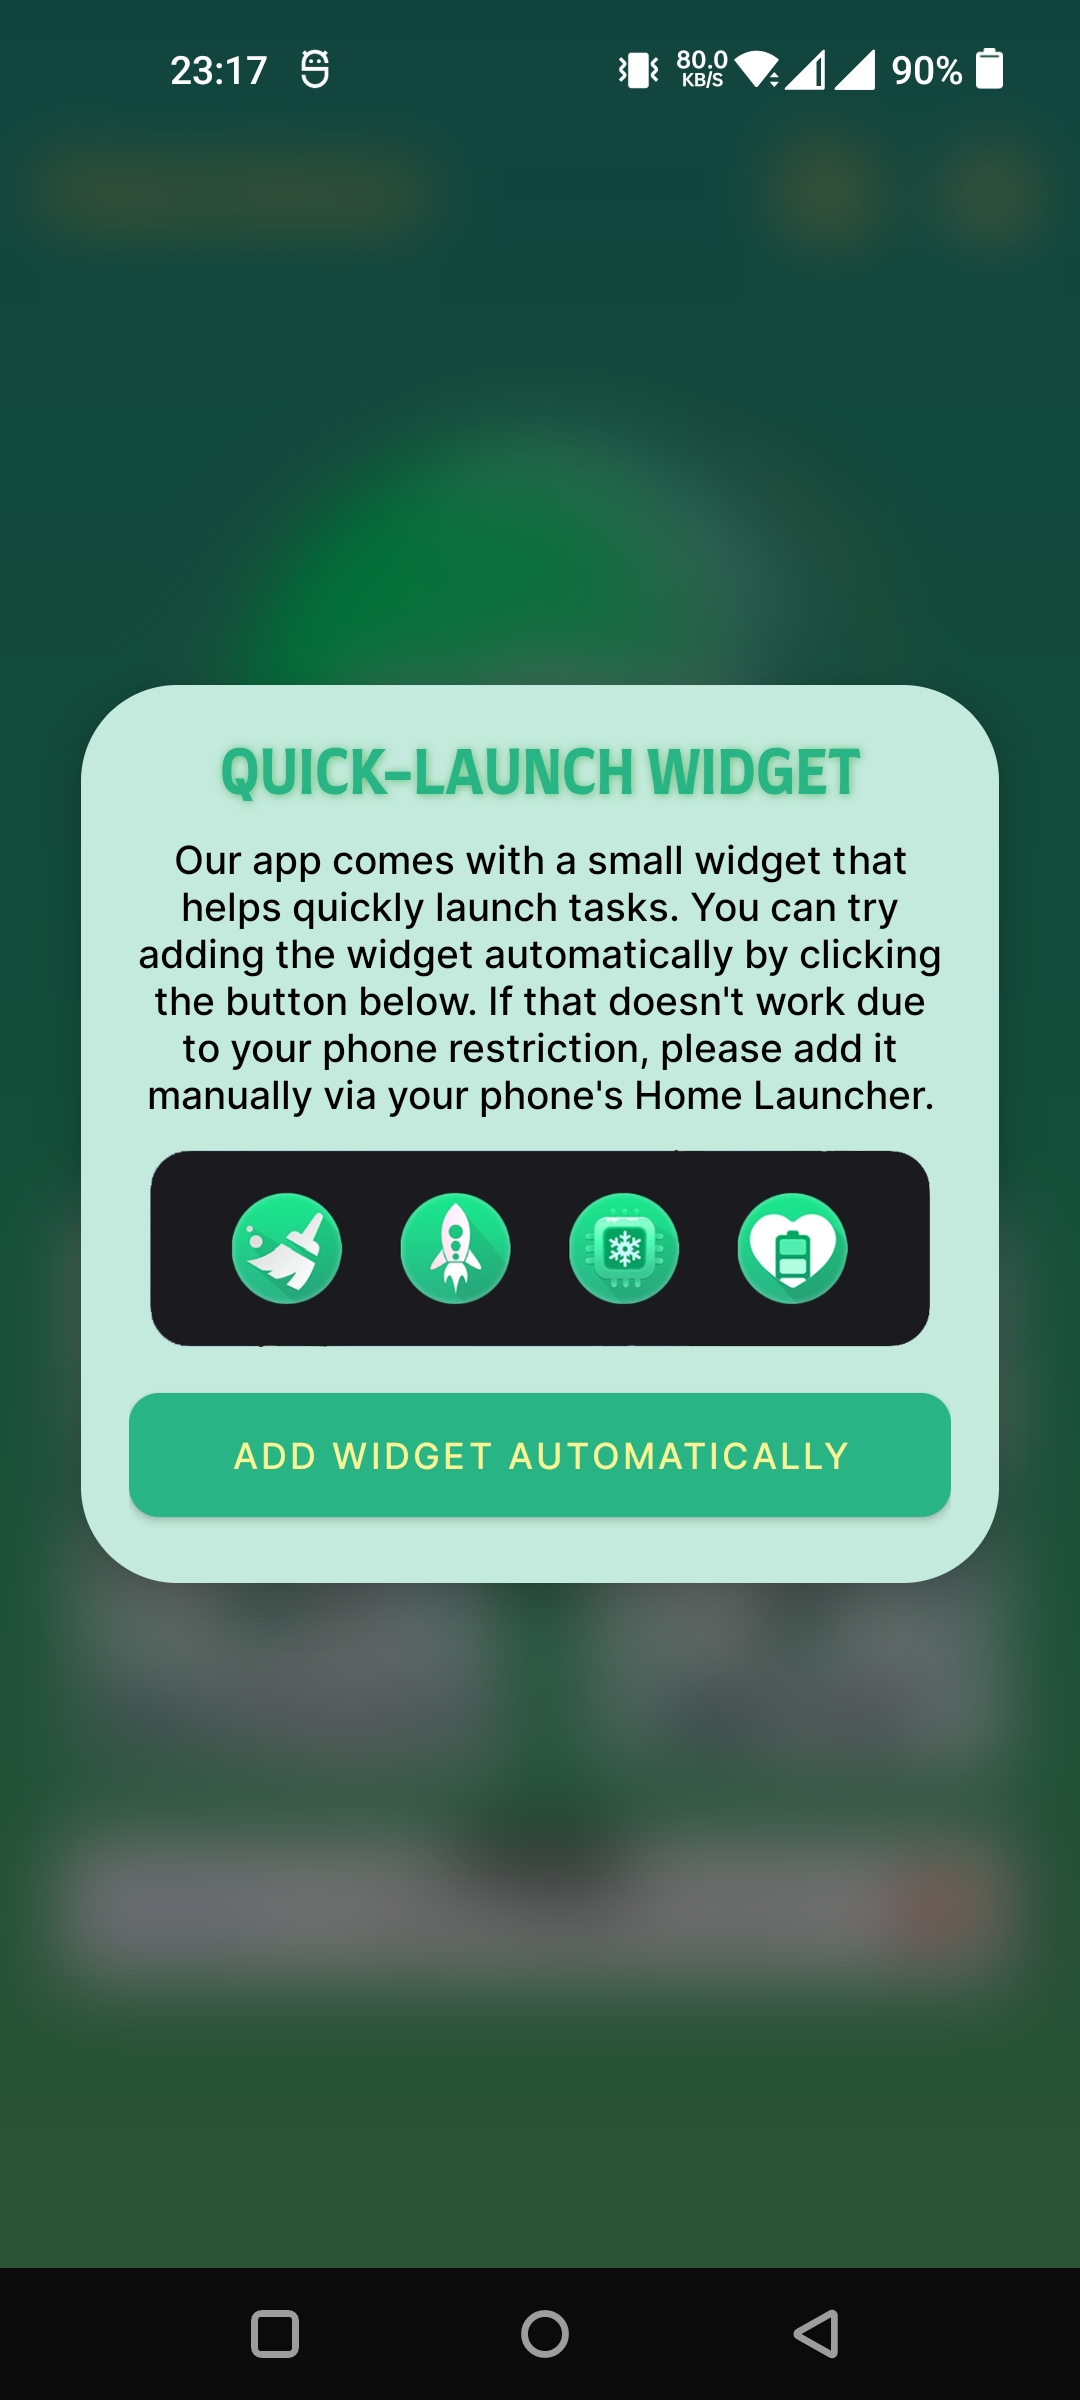 23:17
80.0
KB/S
90%
QUICK-LAUNCH WIDGET
Our app comes with a small widget that
helps quickly launch tasks. You can try
adding the widget automatically by clicking
the button below. If that doesn't work due
to your phone restriction, please add it
manually via your phone's Home Launcher.
ADD WIDGET AUTOMATICALLY